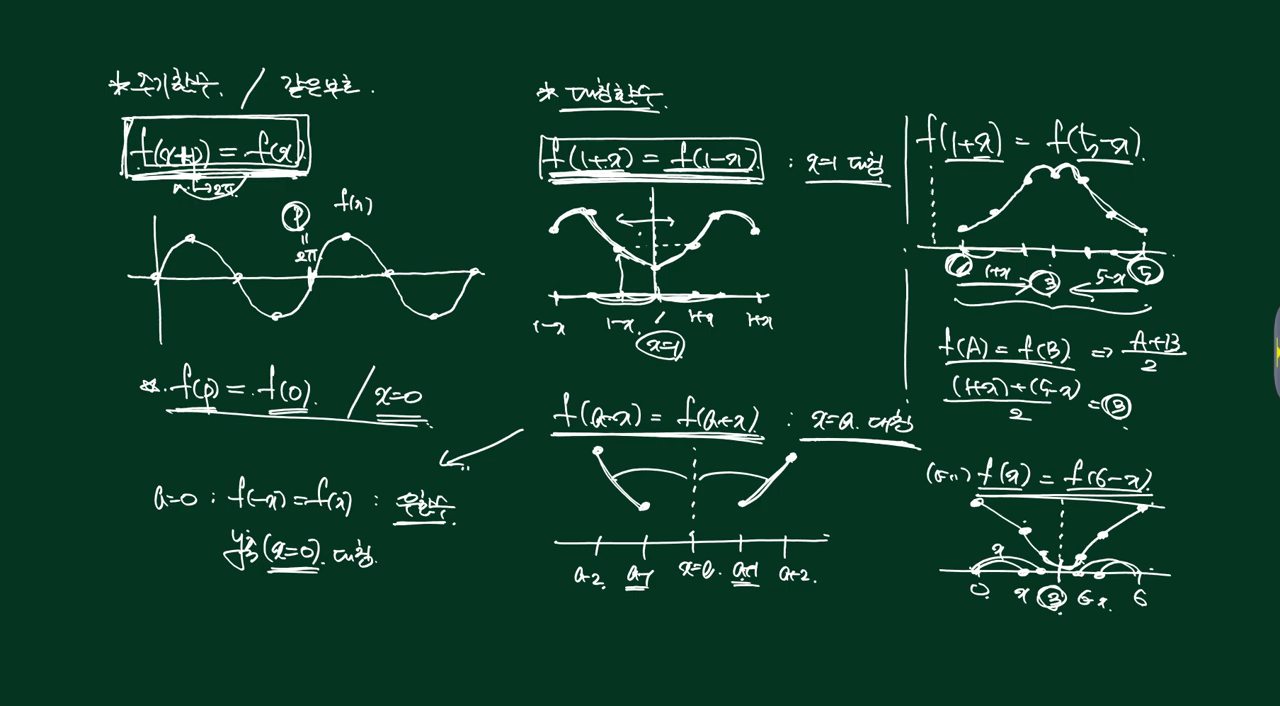 * 주기함수. / 같은부호.
f(x+p) = f(x)
2π
p f(x)
॥
2π
f(p) = f(0) / x=0
a=0 : f(-x) = f(x) : 우함수
y축 (x=0) 대칭
* 대칭함수
f(1+x) = f(1-x) : x=1 대칭
1-x 1-x 1+x 1+x
x=1
f(a-x) = f(a+x) : x=a 대칭
a-2 a-1 x=a a+1 a+2
f(1+x) = f(5-x)
1 1+x 3 5-x 5
f(A) = f(B) ⇒ A+B/2
(1+x)+(5-x)/2 = 3
f(x) = f(6-x)
x
0 x 3 6-x 6